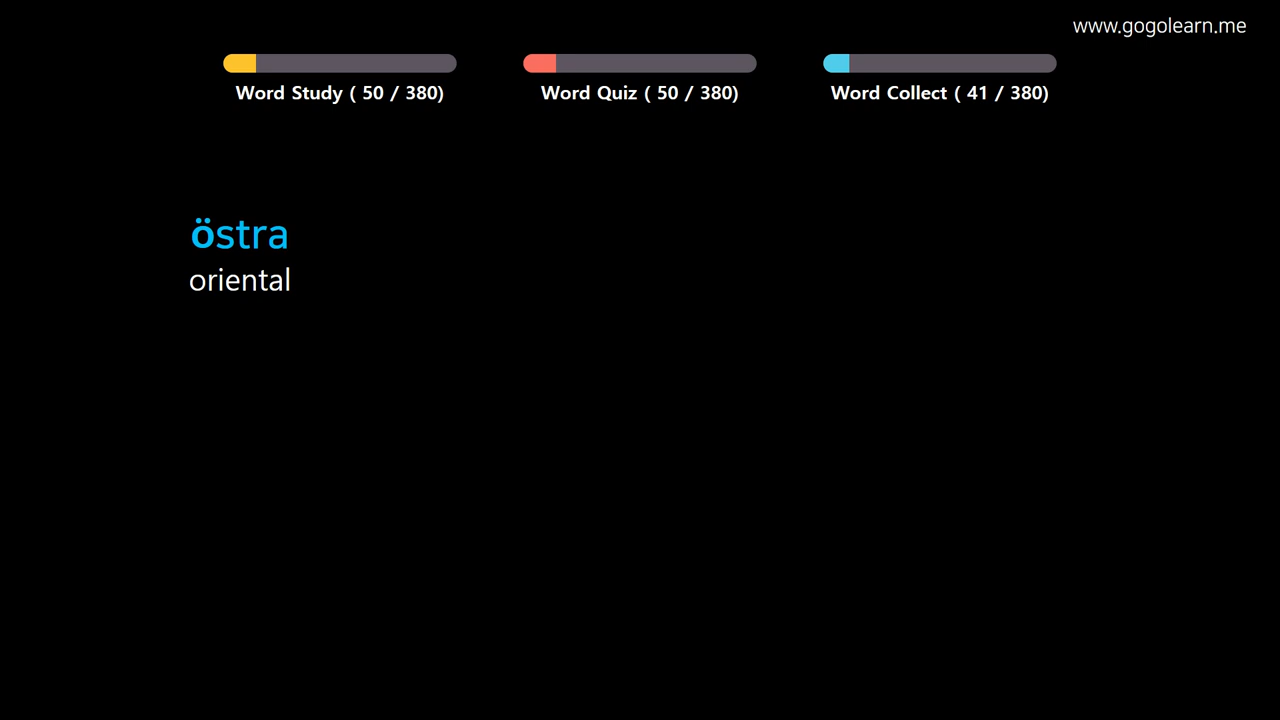 www.gogolearn.me
Word Study ( 50 / 380)
Word Quiz ( 50 / 380)
Word Collect ( 41 / 380)
östra
oriental